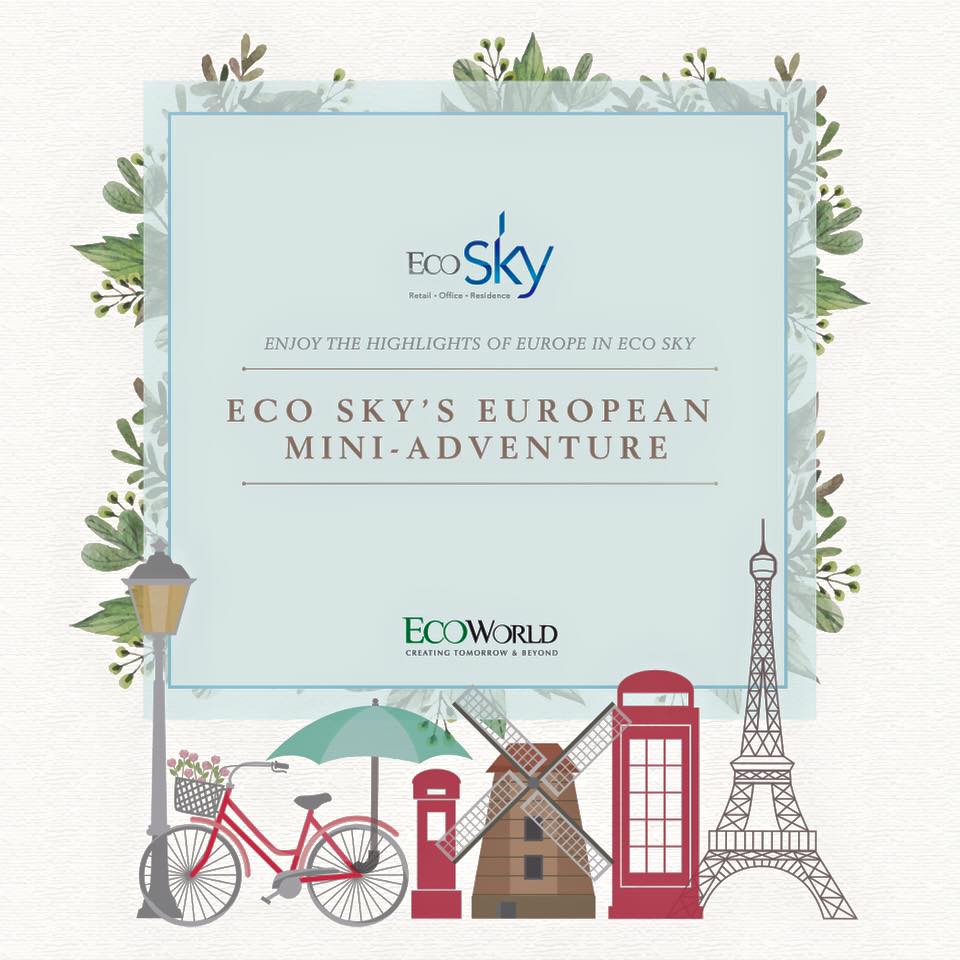 Eco Sky
Retail • Office • Residence
ENJOY THE HIGHLIGHTS OF EUROPE IN ECO SKY
ECO SKY'S EUROPEAN
MINI-ADVENTURE
ECOWORLD
CREATING TOMORROW & BEYOND